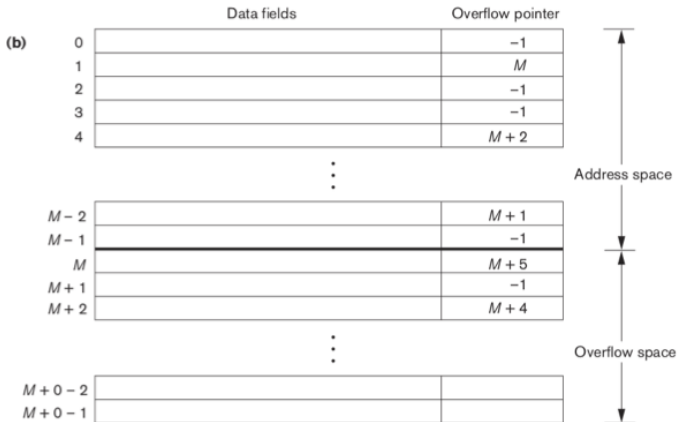 Data fields Overflow pointer
(b) 0 −1
1 M
2 −1
3 −1
4 M + 2
Address space
M − 2 M + 1
M − 1 −1
M M + 5
M + 1 −1
M + 2 M + 4
Overflow space
M + 0 − 2
M + 0 − 1